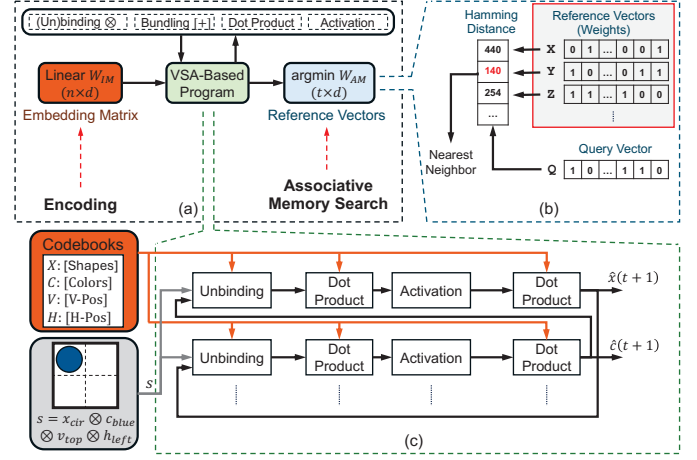 (Un)binding ⊗ Bundling [+] Dot Product Activation
Linear W_IM
(n×d)
VSA-Based
Program
argmin W_AM
(t×d)
Embedding Matrix
Reference Vectors
Encoding
Associative
Memory Search
(a)
Hamming
Distance
Reference Vectors
(Weights)
440 X 0 1 ... 0 0 1
140 Y 1 0 ... 0 1 1
254 Z 1 1 ... 1 0 0
...
Nearest
Neighbor
Query Vector
Q 1 0 ... 1 1 0
(b)
Codebooks
X: [Shapes]
C: [Colors]
V: [V-Pos]
H: [H-Pos]
s
s = x_cir ⊗ c_blue
⊗ v_top ⊗ h_left
Unbinding Dot Product Activation Dot Product x̂(t + 1)
Unbinding Dot Product Activation Dot Product ĉ(t + 1)
(c)